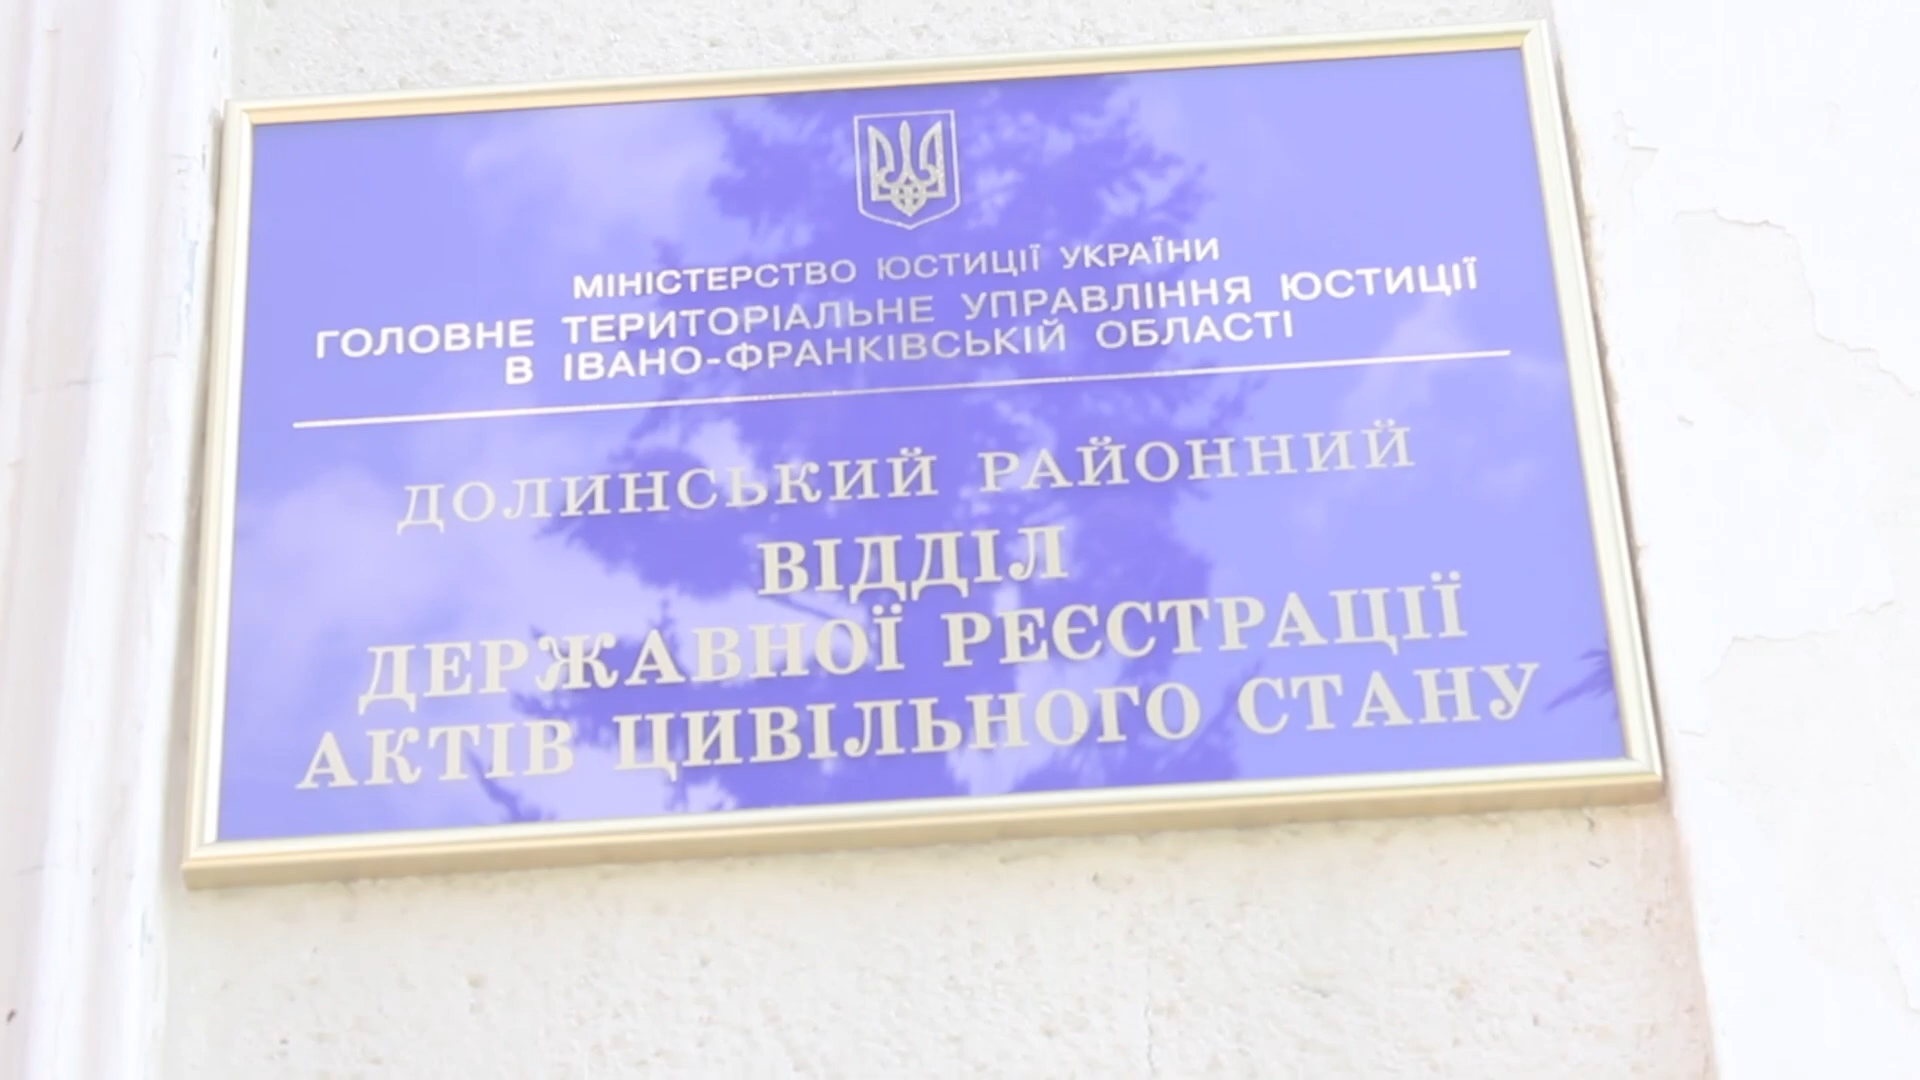 МІНІСТЕРСТВО ЮСТИЦІЇ УКРАЇНИ
ГОЛОВНЕ ТЕРИТОРІАЛЬНЕ УПРАВЛІННЯ ЮСТИЦІЇ
В ІВАНО-ФРАНКІВСЬКІЙ ОБЛАСТІ
ДОЛИНСЬКИЙ РАЙОННИЙ
ВІДДІЛ
ДЕРЖАВНОЇ РЕЄСТРАЦІЇ
АКТІВ ЦИВІЛЬНОГО СТАНУ